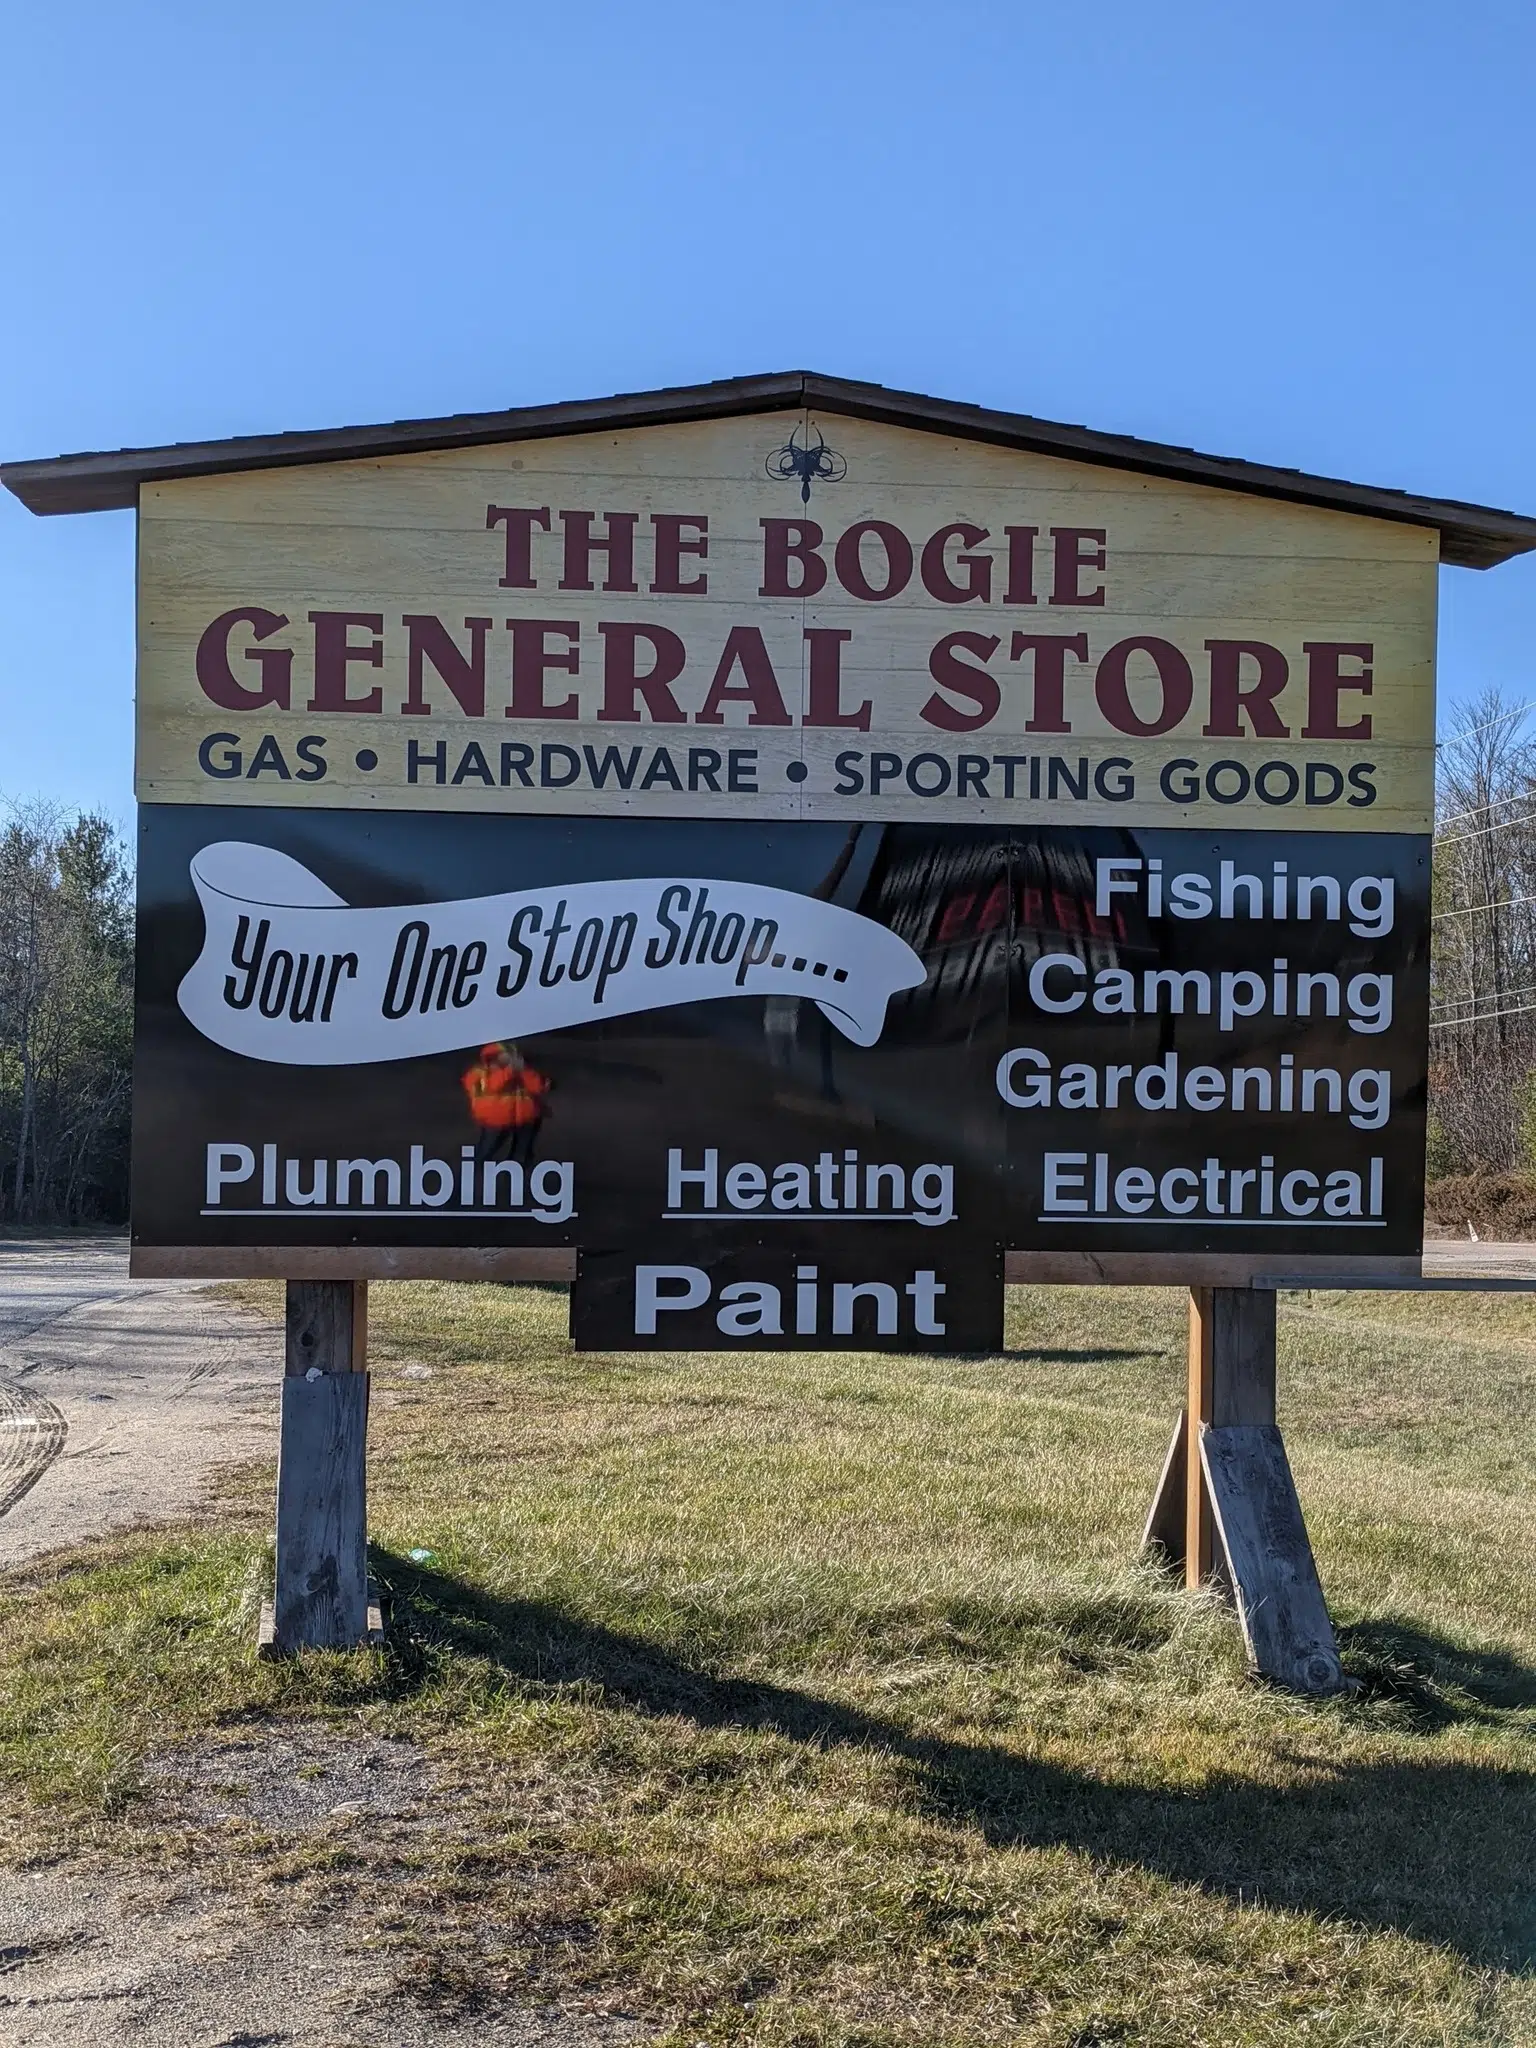 THE BOGIE
GENERAL STORE
GAS • HARDWARE • SPORTING GOODS
Your One Stop Shop....
Fishing
Camping
Gardening
Plumbing Heating Electrical
Paint